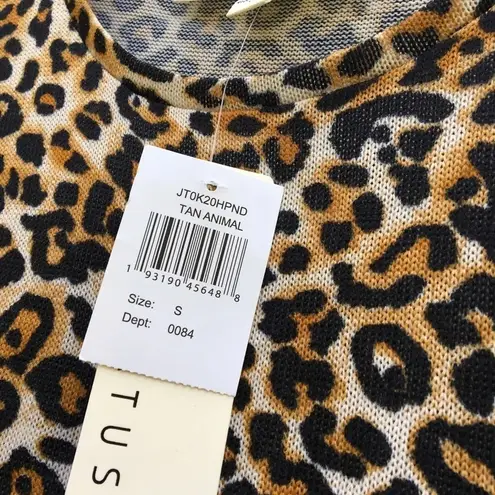 JT0K20HPND
TAN ANIMAL
1 93190 45648 8
Size: S
Dept: 0084
TUS